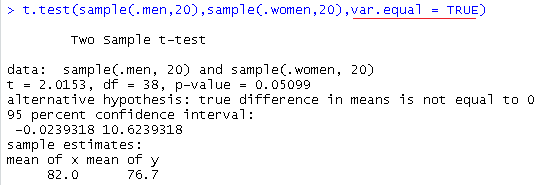 > t.test(sample(.men,20),sample(.women,20),var.equal = TRUE)
Two Sample t-test
data:  sample(.men, 20) and sample(.women, 20)
t = 2.0153, df = 38, p-value = 0.05099
alternative hypothesis: true difference in means is not equal to 0
95 percent confidence interval:
-0.0239318 10.6239318
sample estimates:
mean of x mean of y
82.0      76.7